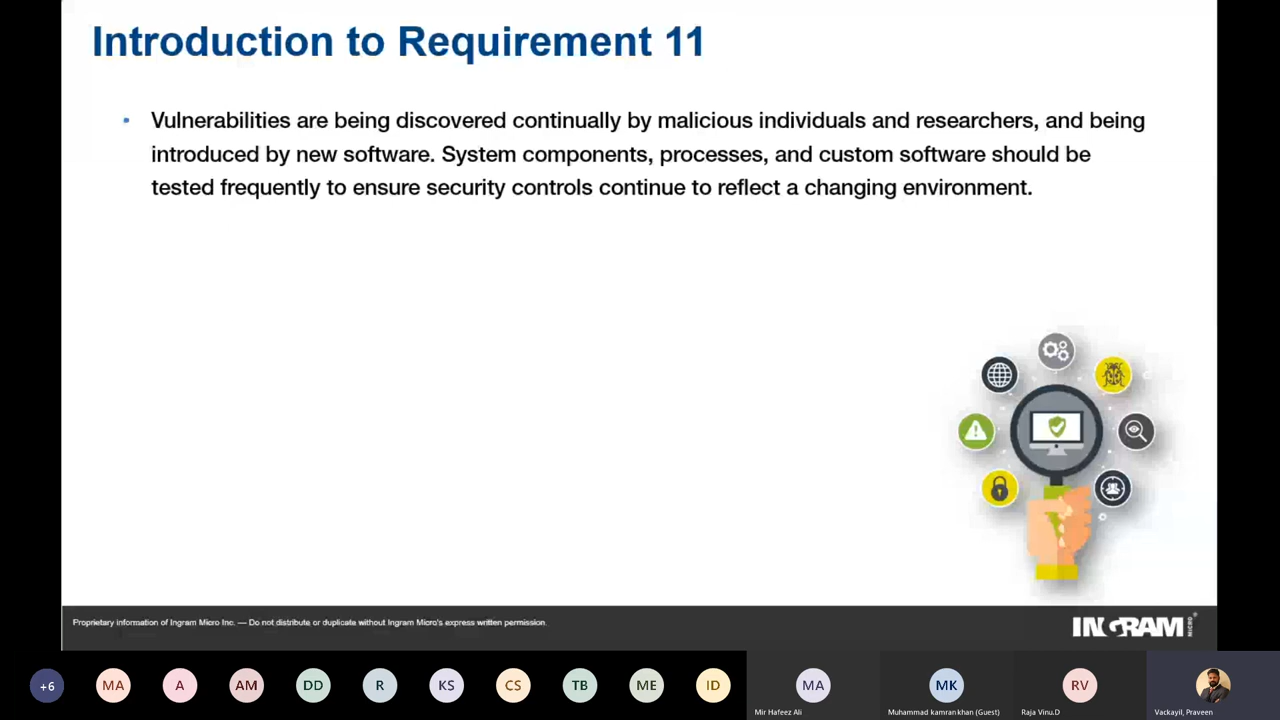 Introduction to Requirement 11
• Vulnerabilities are being discovered continually by malicious individuals and researchers, and being
introduced by new software. System components, processes, and custom software should be
tested frequently to ensure security controls continue to reflect a changing environment.
Proprietary information of Ingram Micro Inc. — Do not distribute or duplicate without Ingram Micro's express written permission.
INGRAM MICRO
+6 MA A AM DD R KS CS TB ME ID MA MK RV
Mir Hafeez Ali Muhammad kamran khan (Guest) Raja Vinu.D Vackayil, Praveen